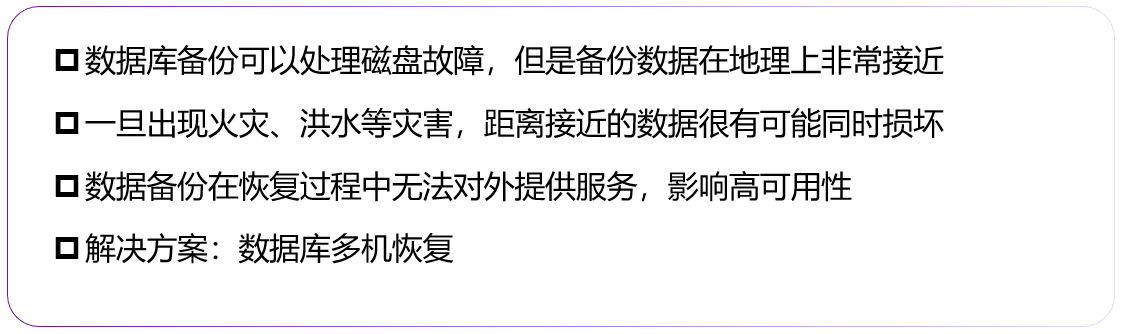 数据库备份可以处理磁盘故障，但是备份数据在地理上非常接近
一旦出现火灾、洪水等灾害，距离接近的数据很有可能同时损坏
数据备份在恢复过程中无法对外提供服务，影响高可用性
解决方案：数据库多机恢复